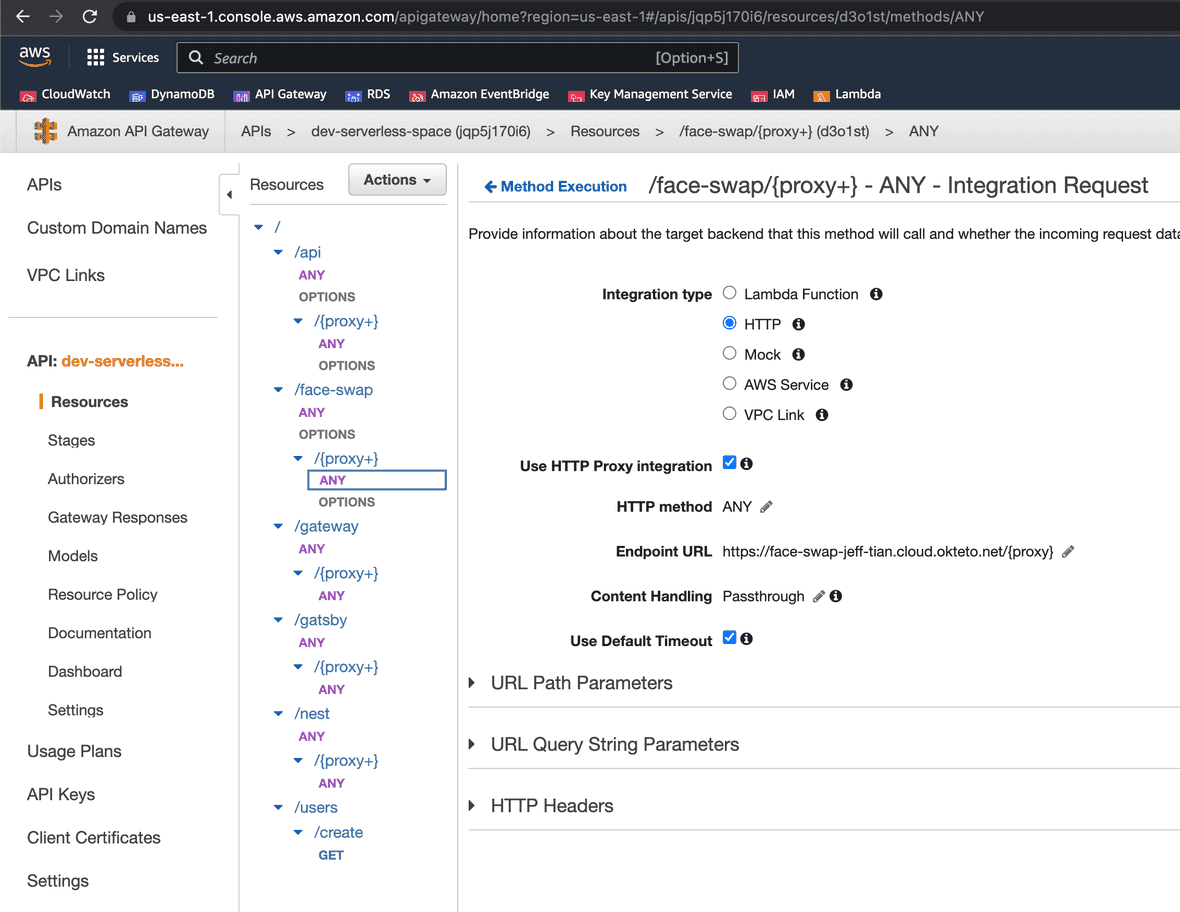 us-east-1.console.aws.amazon.com/apigateway/home?region=us-east-1#/apis/jqp5j170i6/resources/d3o1st/methods/ANY
aws
Services
Search
[Option+S]
CloudWatch
DynamoDB
API Gateway
RDS
Amazon EventBridge
Key Management Service
IAM
Lambda
Amazon API Gateway
APIs > dev-serverless-space (jqp5j170i6) > Resources > /face-swap/{proxy+} (d3o1st) > ANY
APIs
Custom Domain Names
VPC Links
API: dev-serverless...
Resources
Stages
Authorizers
Gateway Responses
Models
Resource Policy
Documentation
Dashboard
Settings
Usage Plans
API Keys
Client Certificates
Settings
Resources
Actions
/
/api
ANY
OPTIONS
/{proxy+}
ANY
OPTIONS
/face-swap
ANY
OPTIONS
/{proxy+}
ANY
OPTIONS
/gateway
ANY
/{proxy+}
ANY
/gatsby
ANY
/{proxy+}
ANY
/nest
ANY
/{proxy+}
ANY
/users
/create
GET
Method Execution
/face-swap/{proxy+} - ANY - Integration Request
Provide information about the target backend that this method will call and whether the incoming request data
Integration type
Lambda Function
HTTP
Mock
AWS Service
VPC Link
Use HTTP Proxy integration
HTTP method ANY
Endpoint URL https://face-swap-jeff-tian.cloud.okteto.net/{proxy}
Content Handling Passthrough
Use Default Timeout
URL Path Parameters
URL Query String Parameters
HTTP Headers